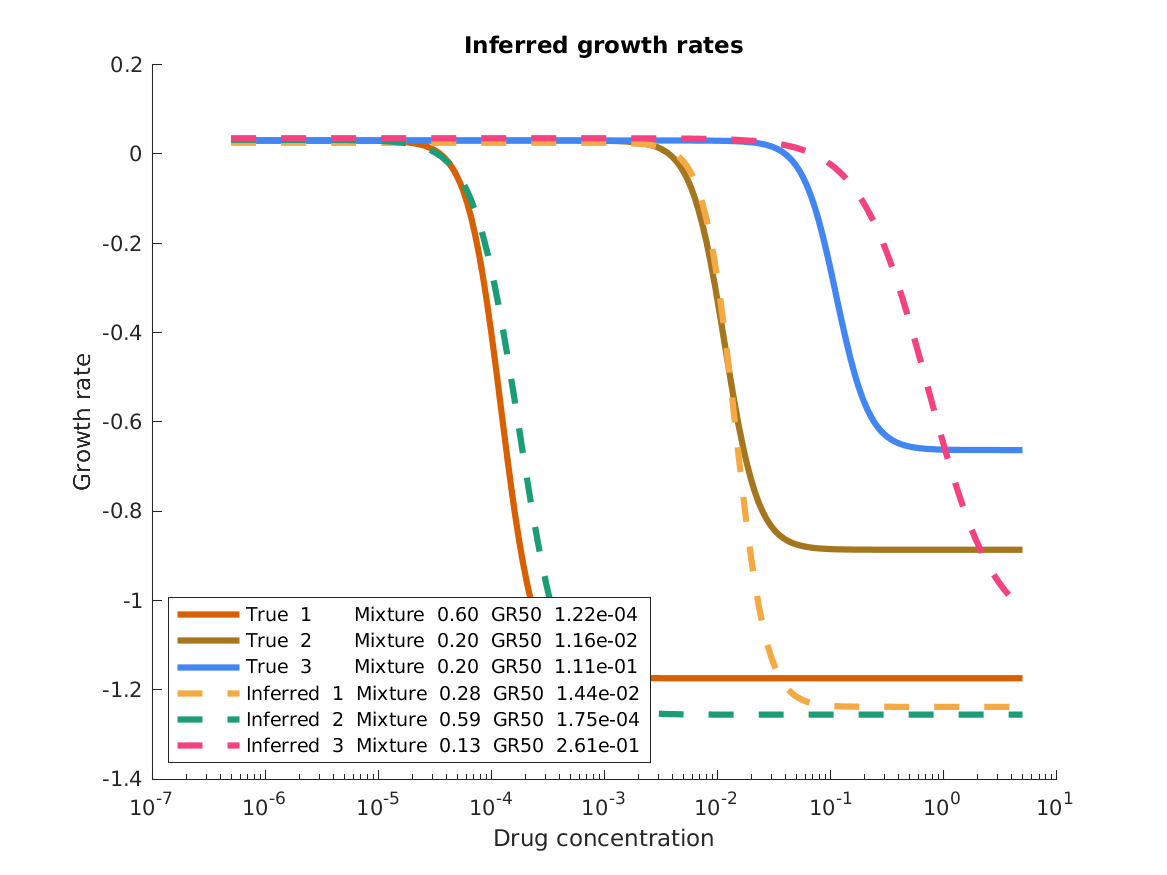 Inferred growth rates
0.2
0
-0.2
-0.4
-0.6
-0.8
-1
-1.2
-1.4
Growth rate
True 1 Mixture 0.60 GR50 1.22e-04
True 2 Mixture 0.20 GR50 1.16e-02
True 3 Mixture 0.20 GR50 1.11e-01
Inferred 1 Mixture 0.28 GR50 1.44e-02
Inferred 2 Mixture 0.59 GR50 1.75e-04
Inferred 3 Mixture 0.13 GR50 2.61e-01
10^-7 10^-6 10^-5 10^-4 10^-3 10^-2 10^-1 10^0 10^1
Drug concentration